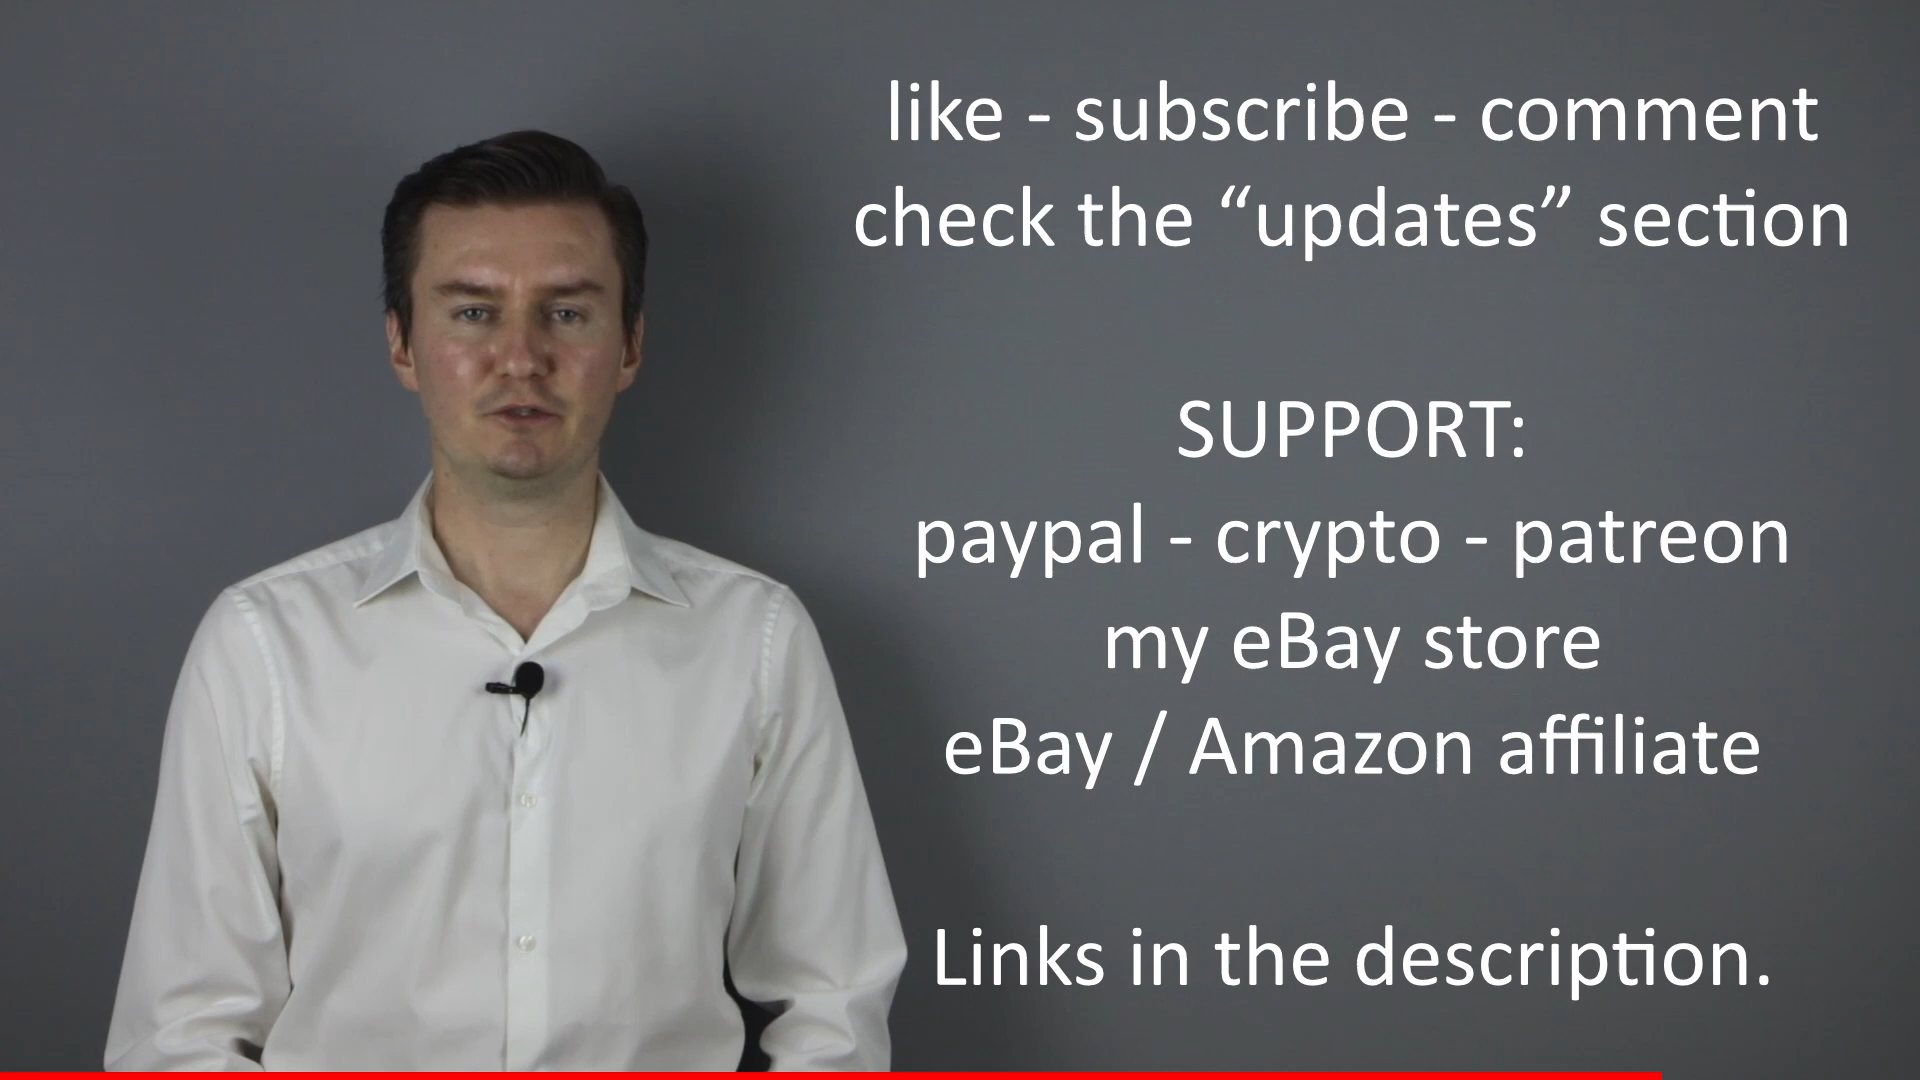 like - subscribe - comment
check the “updates” section
SUPPORT:
paypal - crypto - patreon
my eBay store
eBay / Amazon affiliate
Links in the description.